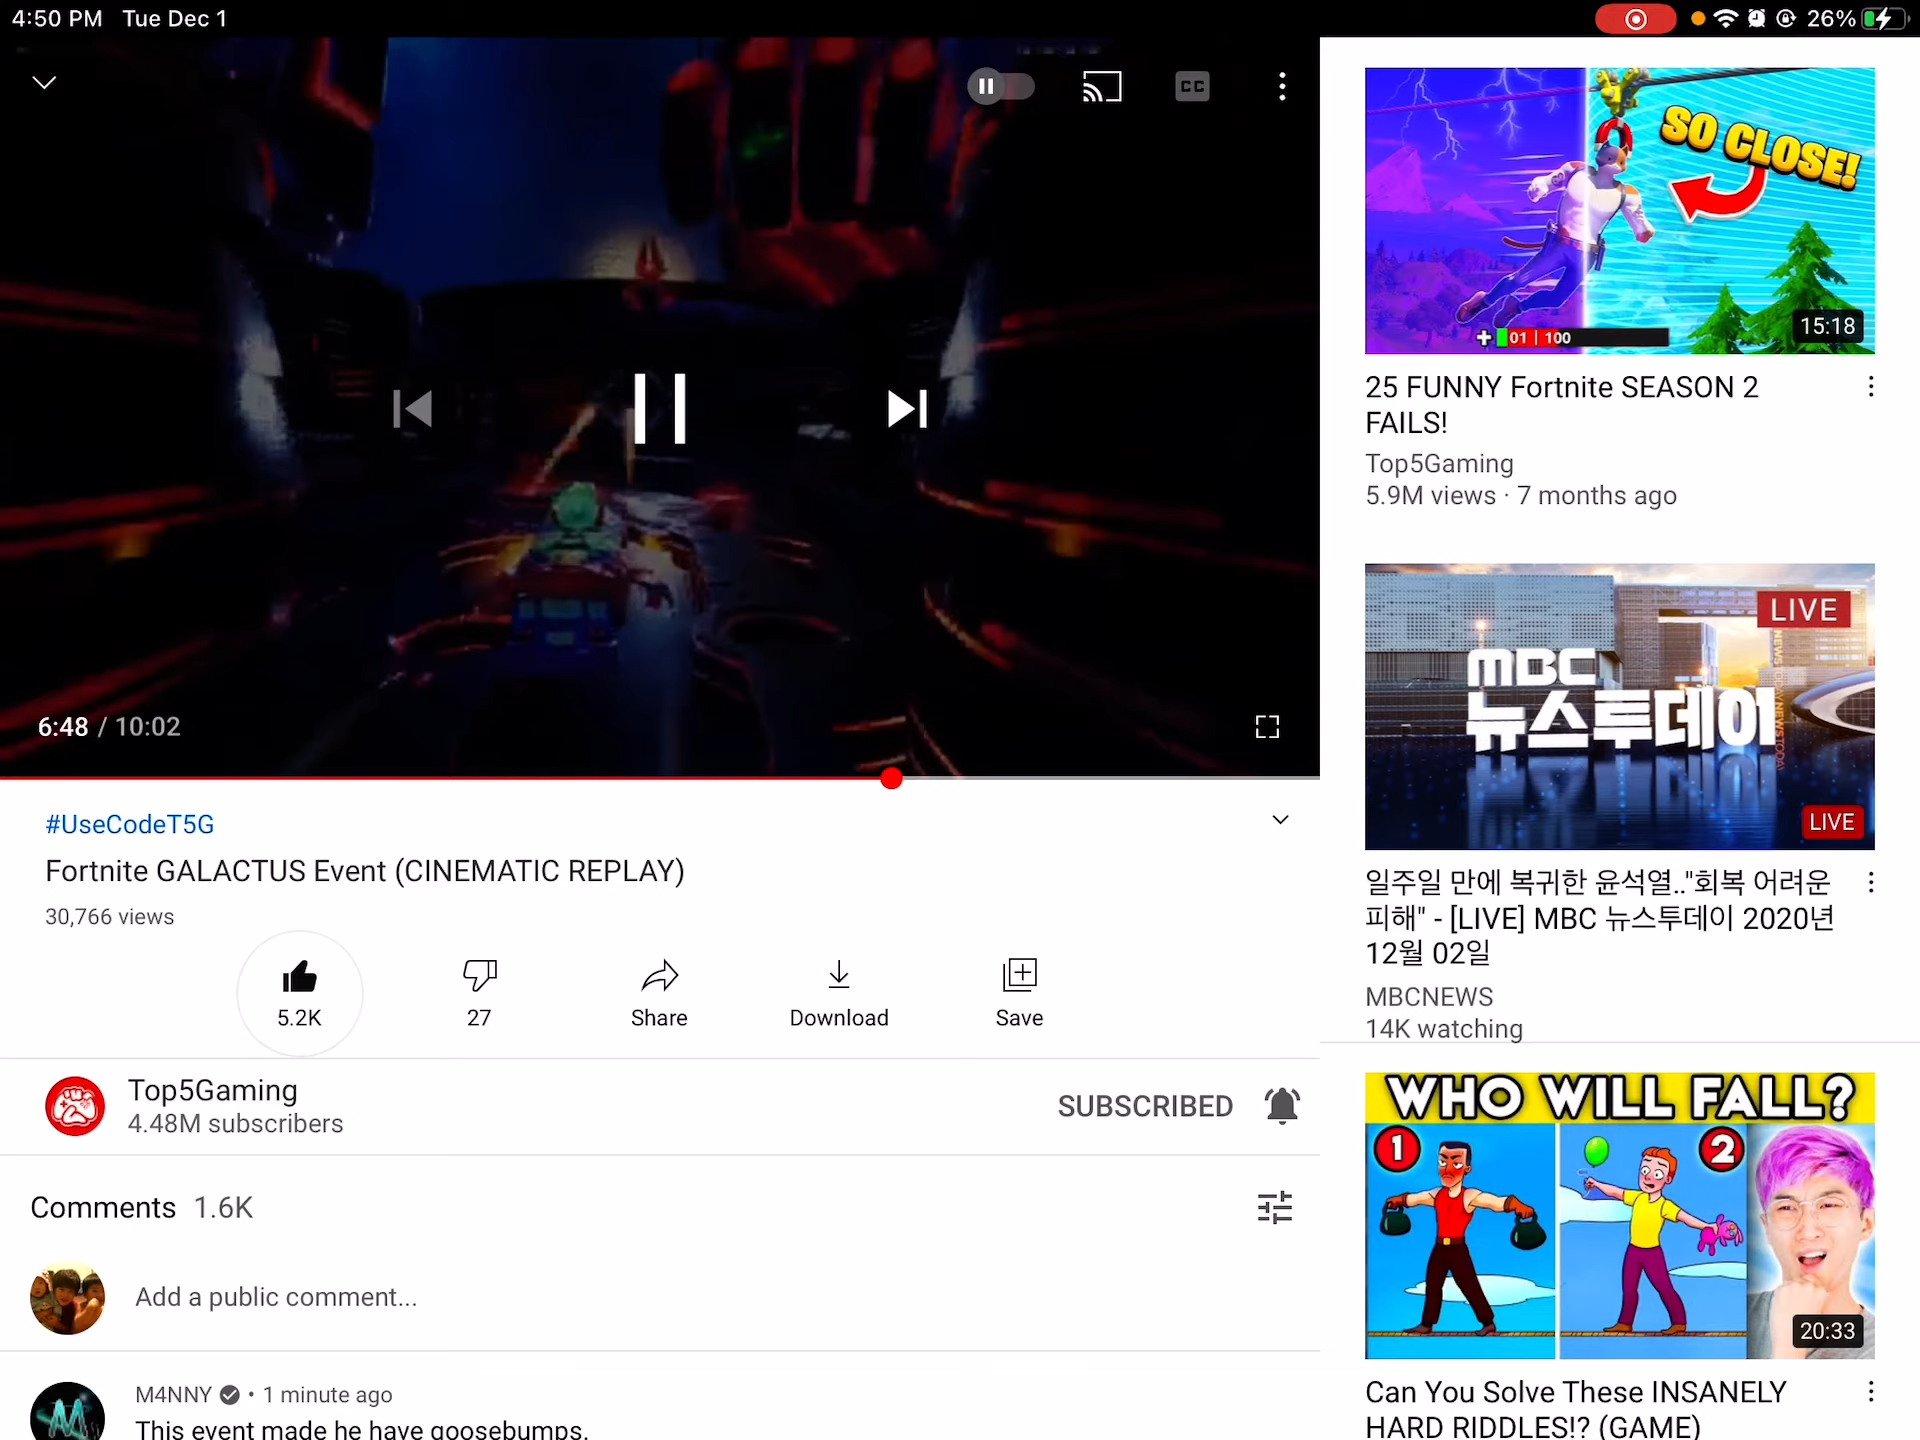 4:50 PM Tue Dec 1
26%
CC
6:48 / 10:02
#UseCodeT5G
Fortnite GALACTUS Event (CINEMATIC REPLAY)
30,766 views
5.2K
27
Share
Download
Save
Top5Gaming
4.48M subscribers
SUBSCRIBED
Comments 1.6K
Add a public comment...
M4NNY • 1 minute ago
This event made he have goosebumps.
SO CLOSE!
01 | 100
15:18
25 FUNNY Fortnite SEASON 2
FAILS!
Top5Gaming
5.9M views · 7 months ago
LIVE
MBC
뉴스투데이
LIVE
일주일 만에 복귀한 윤석열.."회복 어려운
피해" - [LIVE] MBC 뉴스투데이 2020년
12월 02일
MBCNEWS
14K watching
WHO WILL FALL?
1
2
20:33
Can You Solve These INSANELY
HARD RIDDLES!? (GAME)